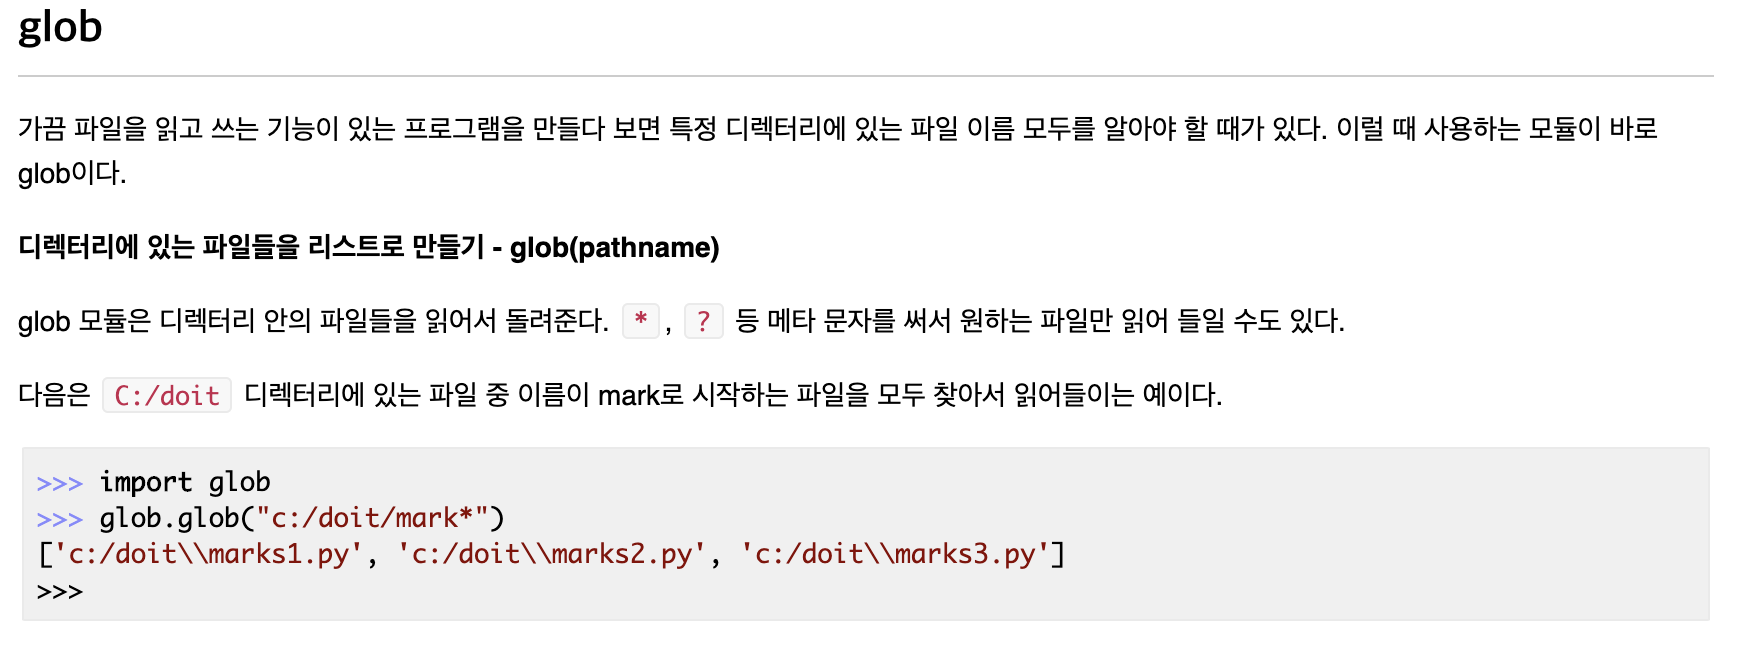 glob
가끔 파일을 읽고 쓰는 기능이 있는 프로그램을 만들다 보면 특정 디렉터리에 있는 파일 이름 모두를 알아야 할 때가 있다. 이럴 때 사용하는 모듈이 바로
glob이다.
디렉터리에 있는 파일들을 리스트로 만들기 - glob(pathname)
glob 모듈은 디렉터리 안의 파일들을 읽어서 돌려준다. *, ? 등 메타 문자를 써서 원하는 파일만 읽어 들일 수도 있다.
다음은 C:/doit 디렉터리에 있는 파일 중 이름이 mark로 시작하는 파일을 모두 찾아서 읽어들이는 예이다.
>>> import glob
>>> glob.glob("c:/doit/mark*")
['c:/doit\\marks1.py', 'c:/doit\\marks2.py', 'c:/doit\\marks3.py']
>>>